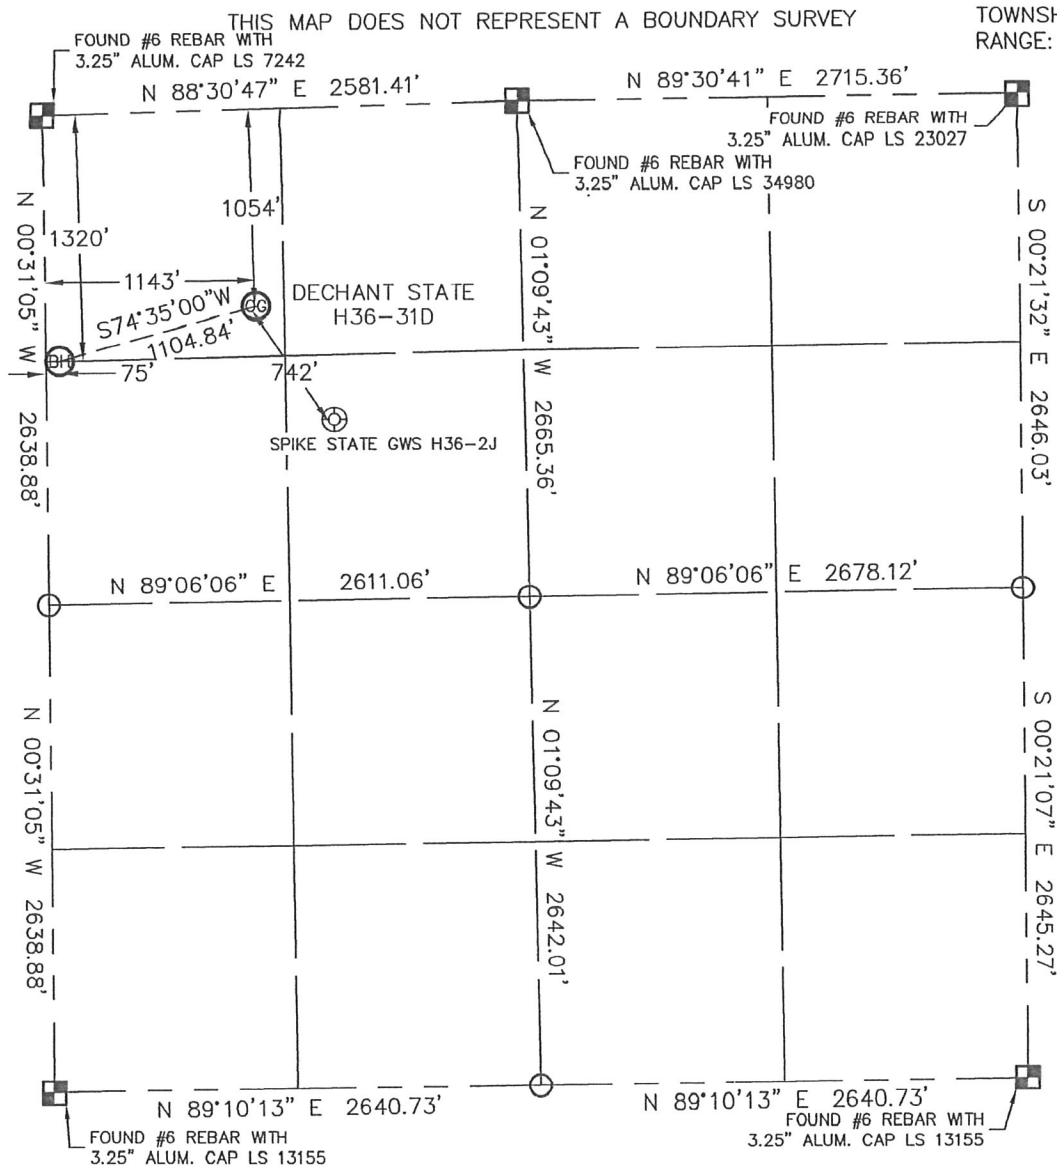 THIS MAP DOES NOT REPRESENT A BOUNDARY SURVEY
RANGE:
FOUND #6 REBAR WITH
3.25" ALUM. CAP LS 7242
N 88°30'47" E 2581.41'
N 89°30'41" E 2715.36'
FOUND #6 REBAR WITH
3.25" ALUM. CAP LS 23027
FOUND #6 REBAR WITH
3.25" ALUM. CAP LS 34980
N 00°31'05" W 2638.88'
1320'
1054'
1143'
S74°35'00"W
1104.84'
75'
742'
DECHANT STATE
H36-31D
SPIKE STATE GWS H36-2J
N 01°09'43" W 2665.36'
S 00°21'32" E 2646.03'
N 89°06'06" E 2611.06'
N 89°06'06" E 2678.12'
N 00°31'05" W 2638.88'
N 01°09'43" W 2642.01'
S 00°21'07" E 2645.27'
N 89°10'13" E 2640.73'
N 89°10'13" E 2640.73'
FOUND #6 REBAR WITH
3.25" ALUM. CAP LS 13155
FOUND #6 REBAR WITH
3.25" ALUM. CAP LS 13155